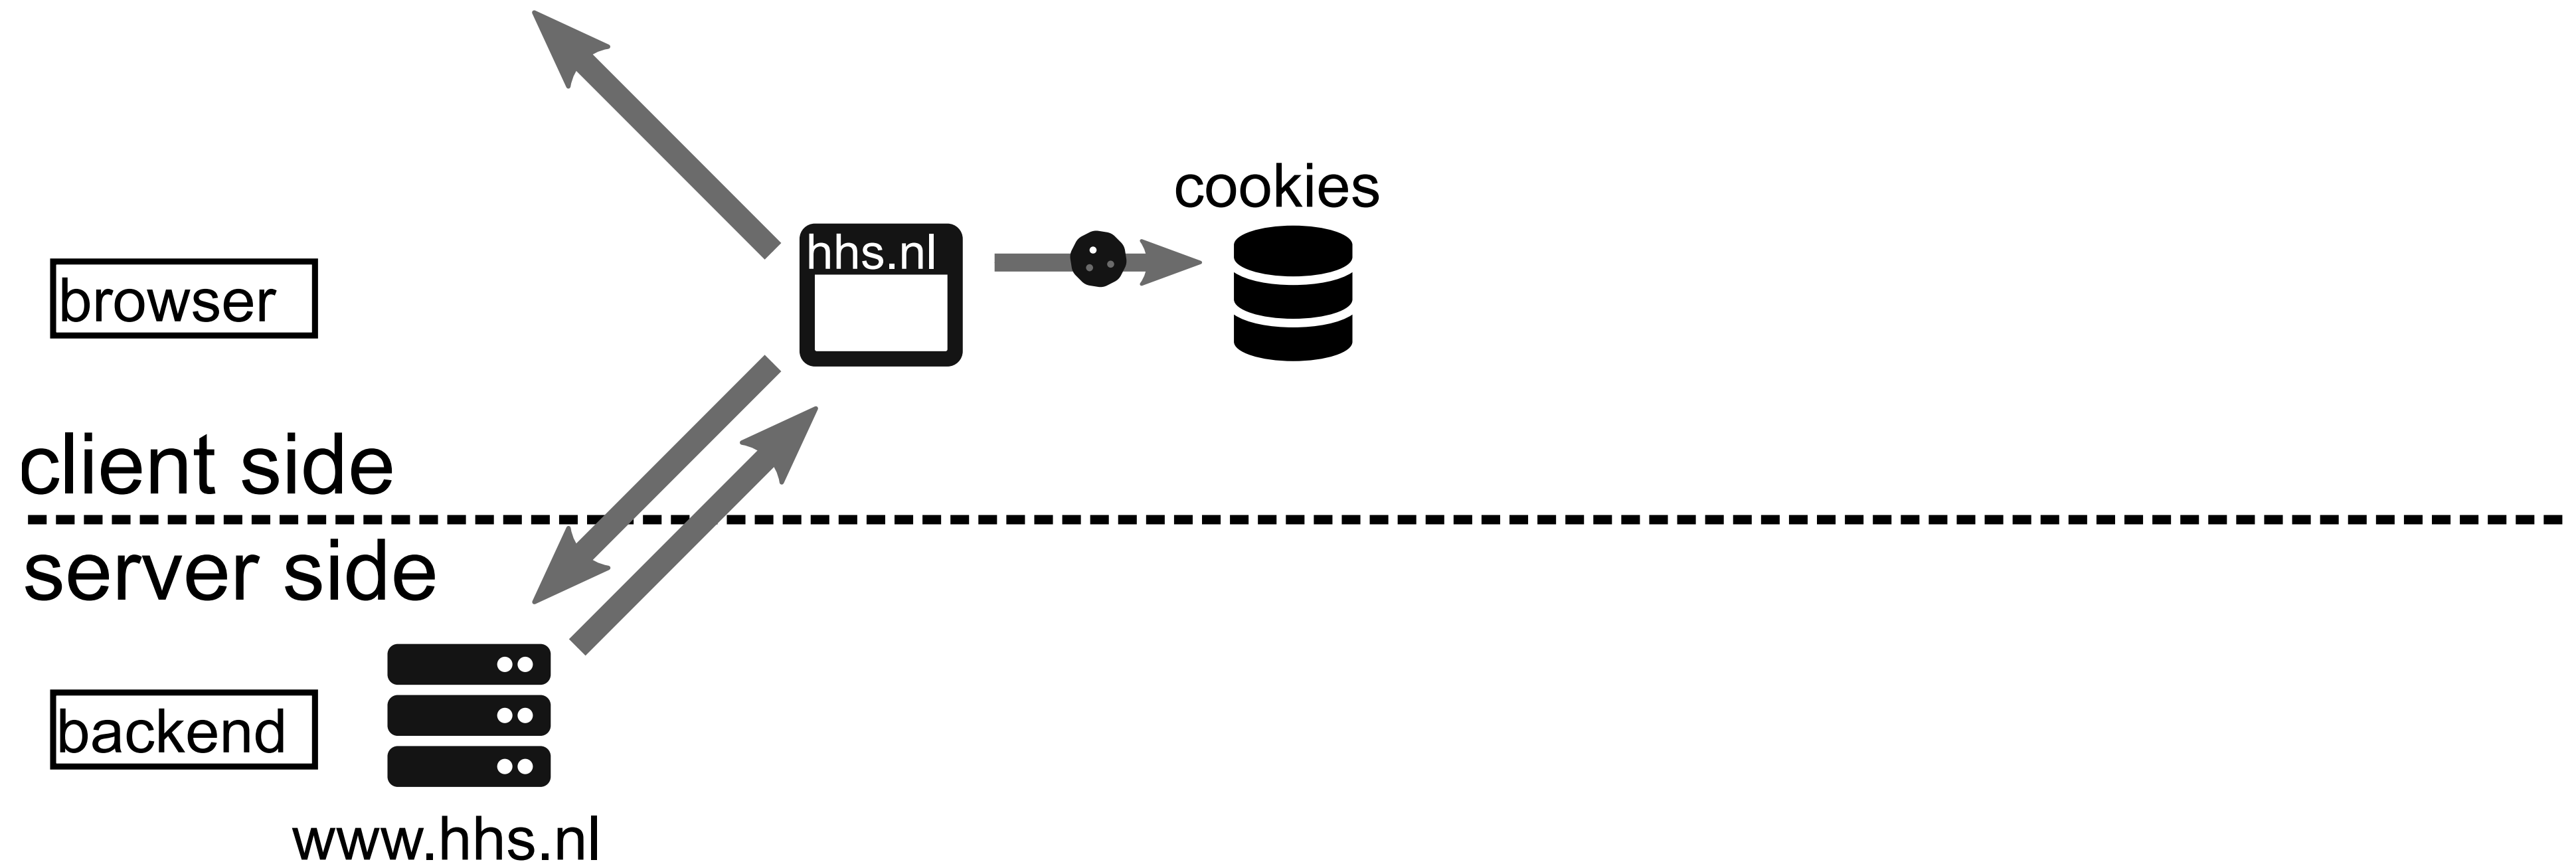 cookies
hhs.nl
browser
client side
server side
backend
www.hhs.nl